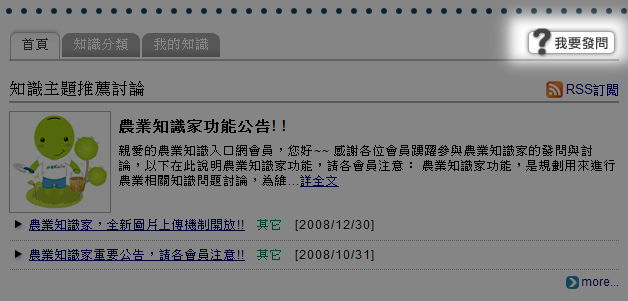 首頁 知識分類 我的知識 ? 我要發問
知識主題推薦討論 RSS訂閱
農業知識家功能公告!!
親愛的農業知識入口網會員，您好~~ 感謝各位會員踴躍參與農業知識家的發問與討
論，以下在此說明農業知識家功能，請各會員注意： 農業知識家功能，是規劃用來進行
農業相關知識問題討論，為維...詳全文
農業知識家，全新圖片上傳機制開放!! 其它 [2008/12/30]
農業知識家重要公告，請各會員注意!! 其它 [2008/10/31]
more...